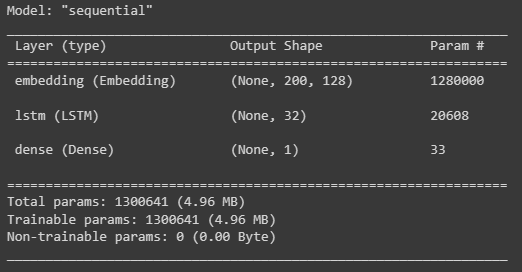 Model: "sequential"
_________________________________________________________________
Layer (type) Output Shape Param #
=================================================================
embedding (Embedding) (None, 200, 128) 1280000
lstm (LSTM) (None, 32) 20608
dense (Dense) (None, 1) 33
=================================================================
Total params: 1300641 (4.96 MB)
Trainable params: 1300641 (4.96 MB)
Non-trainable params: 0 (0.00 Byte)
_________________________________________________________________